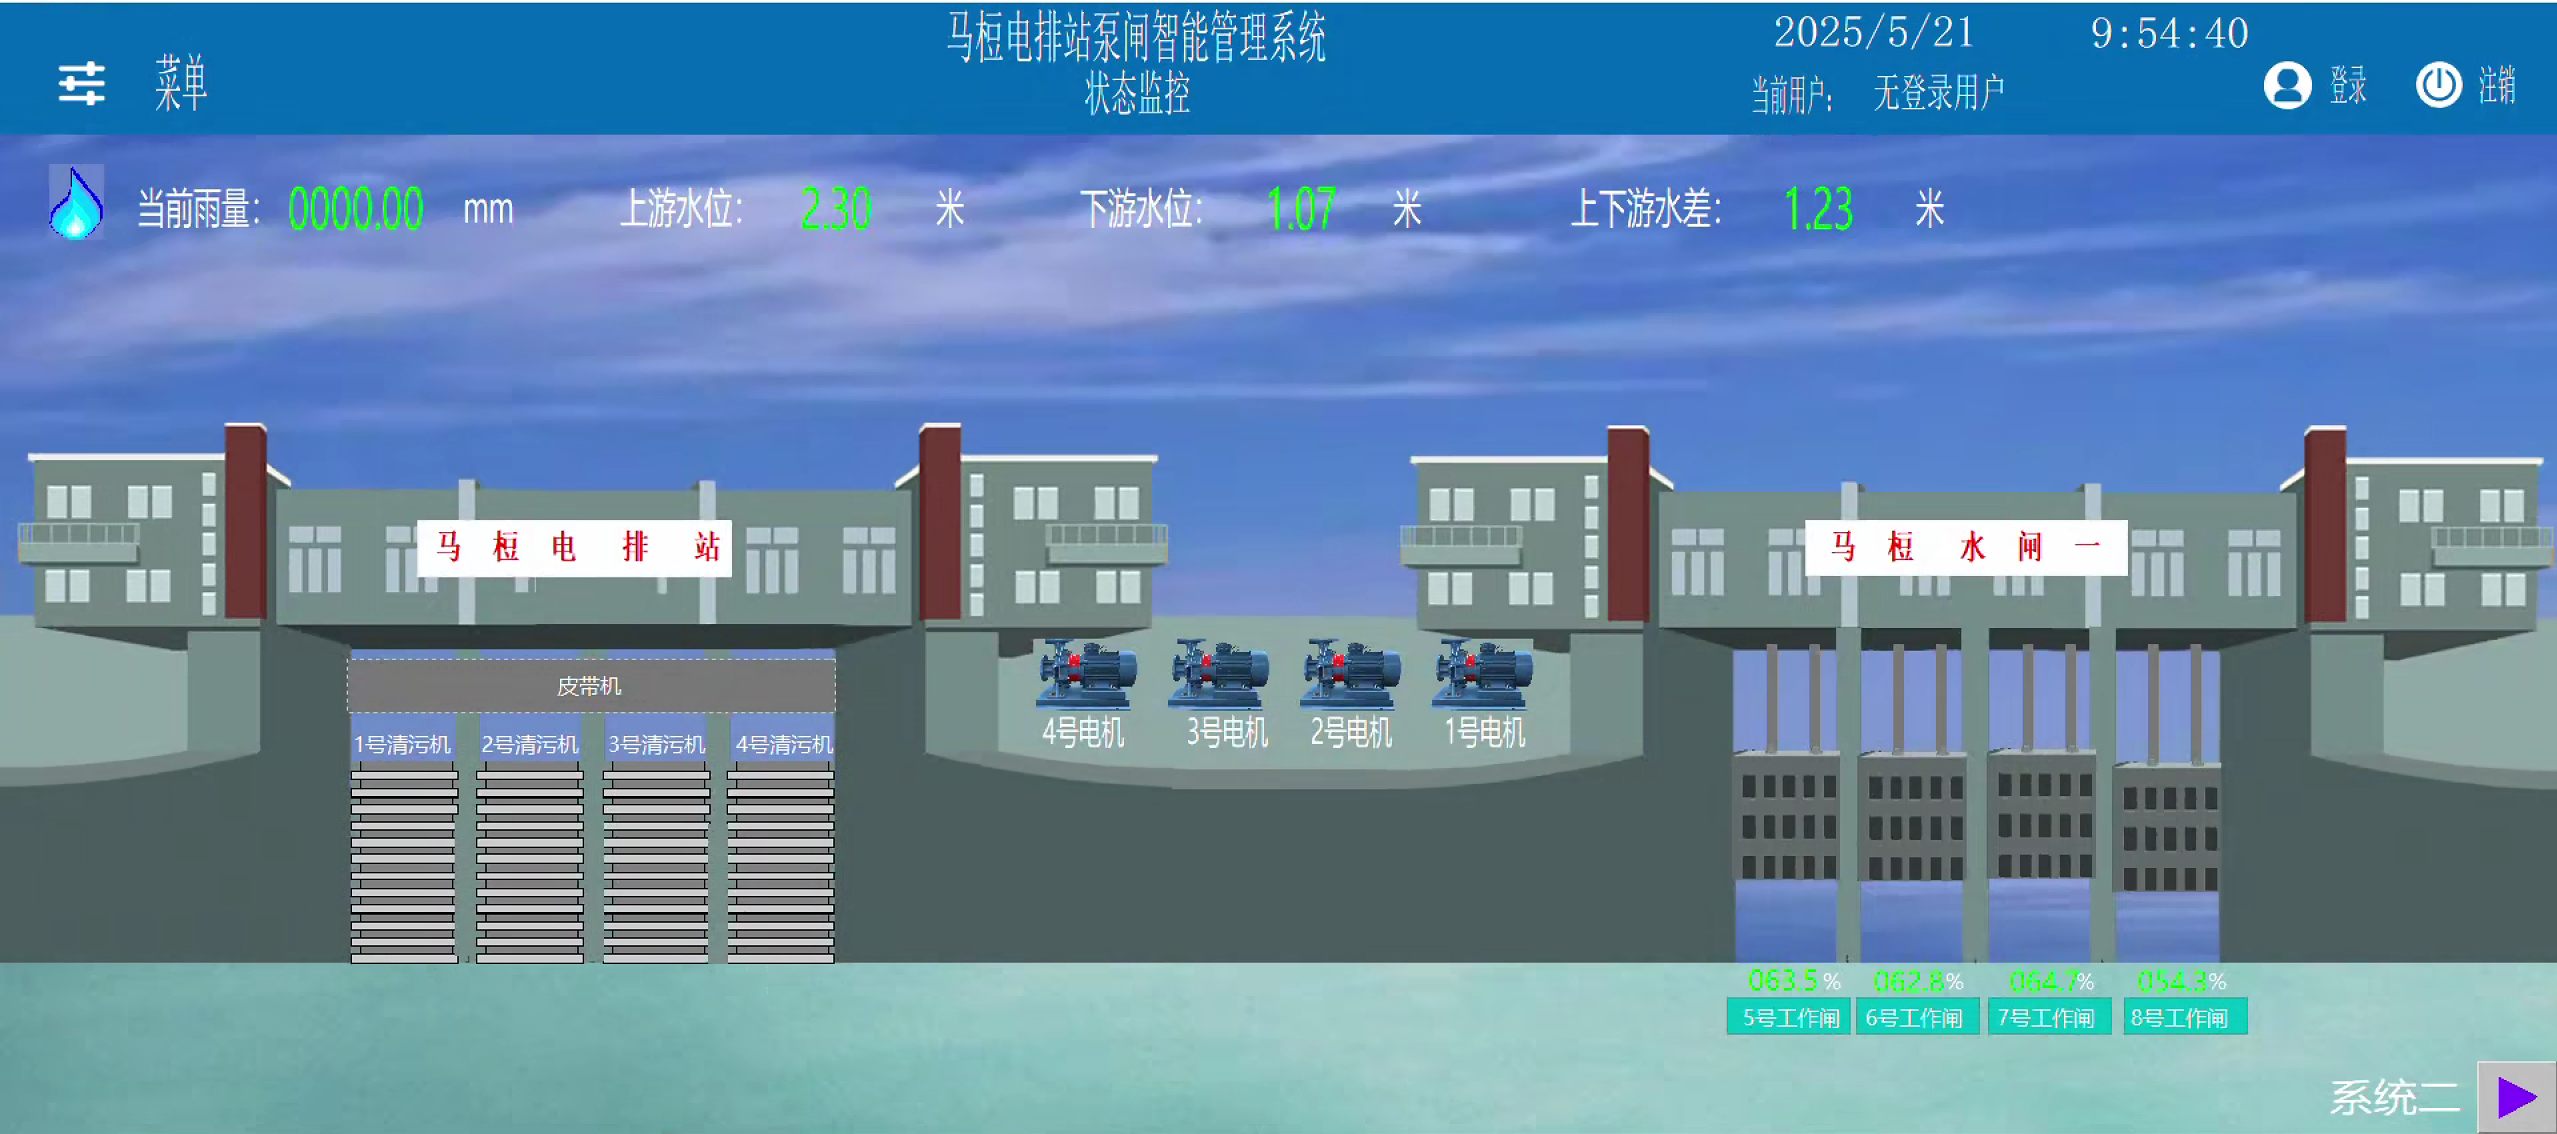 马桓电排站泵闸智能管理系统
2025/5/21 9:54:40
菜单
状态监控
当前用户: 无登录用户
登录 注销
当前雨量: 0000.00 mm 上游水位: 2.30 米 下游水位: 1.07 米 上下游水差: 1.23 米
马 桓 电 排 站
马 桓 水 闸 一
皮带机
1号清污机 2号清污机 3号清污机 4号清污机
4号电机 3号电机 2号电机 1号电机
063.5 % 062.8% 064.7% 054.3%
5号工作闸 6号工作闸 7号工作闸 8号工作闸
系统二